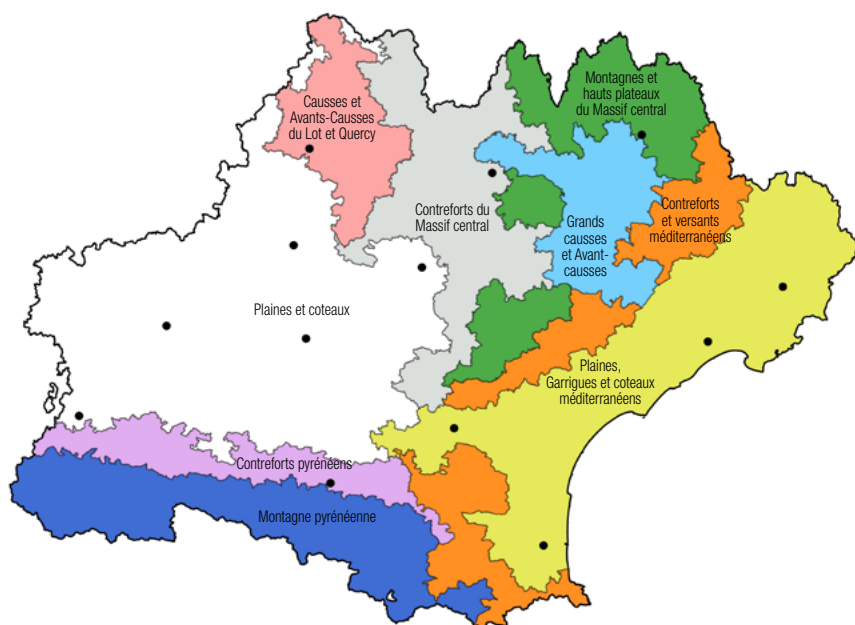 Causses et
Avants-Causses
du Lot et Quercy
Montagnes et
hauts plateaux
du Massif central
Contreforts du
Massif central
Grands
causses
et Avant-
causses
Contreforts
et versants
méditerranéens
Plaines et coteaux
Plaines,
Garrigues et coteaux
méditerranéens
Contreforts pyrénéens
Montagne pyrénéenne